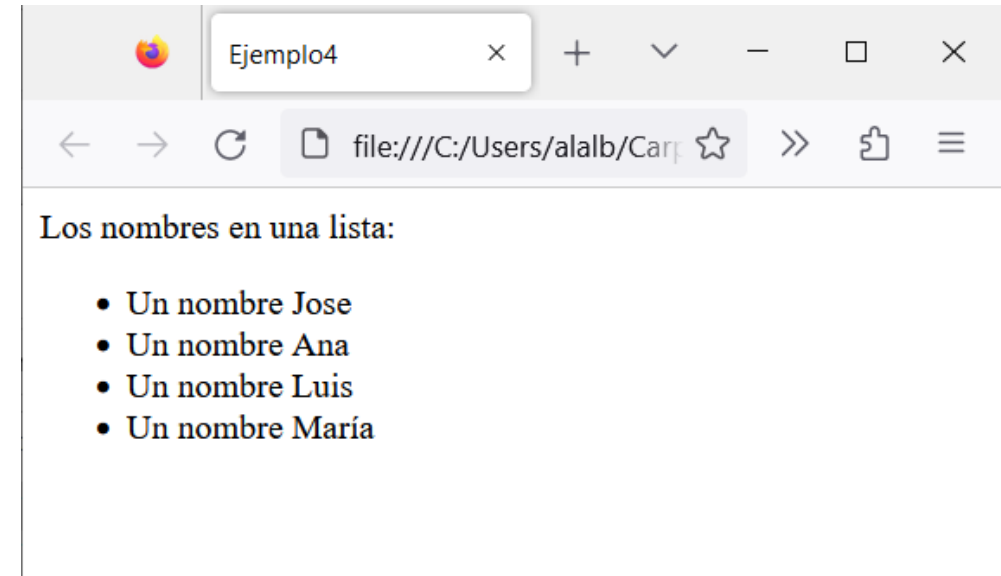 Ejemplo4
file:///C:/Users/alalb/Carp
Los nombres en una lista:
• Un nombre Jose
• Un nombre Ana
• Un nombre Luis
• Un nombre María